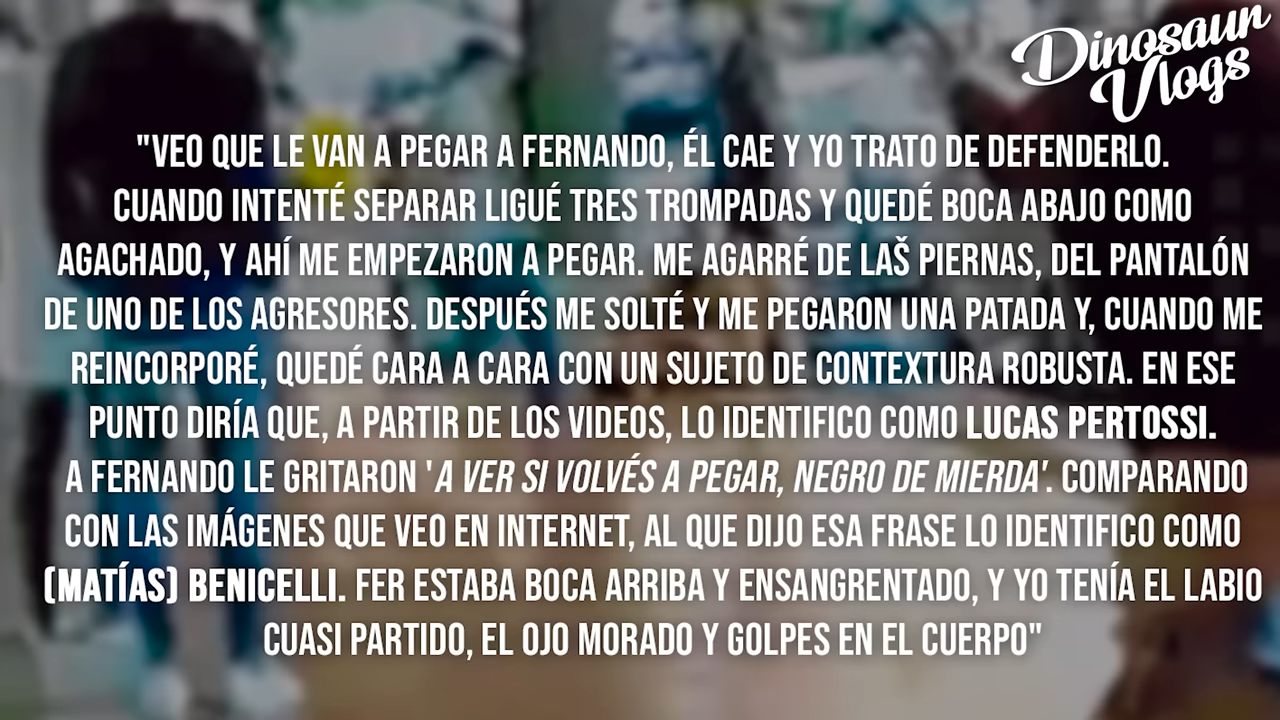 Dinosaur
Vlogs
"VEO QUE LE VAN A PEGAR A FERNANDO, ÉL CAE Y YO TRATO DE DEFENDERLO.
CUANDO INTENTÉ SEPARAR LIGUÉ TRES TROMPADAS Y QUEDÉ BOCA ABAJO COMO
AGACHADO, Y AHÍ ME EMPEZARON A PEGAR. ME AGARRÉ DE LAŠ PIERNAS, DEL PANTALÓN
DE UNO DE LOS AGRESORES. DESPUÉS ME SOLTÉ Y ME PEGARON UNA PATADA Y, CUANDO ME
REINCORPORÉ, QUEDÉ CARA A CARA CON UN SUJETO DE CONTEXTURA ROBUSTA. EN ESE
PUNTO DIRÍA QUE, A PARTIR DE LOS VIDEOS, LO IDENTIFICO COMO LUCAS PERTOSSI.
A FERNANDO LE GRITARON 'A VER SI VOLVÉS A PEGAR, NEGRO DE MIERDA'. COMPARANDO
CON LAS IMÁGENES QUE VEO EN INTERNET, AL QUE DIJO ESA FRASE LO IDENTIFICO COMO
(MATÍAS) BENICELLI. FER ESTABA BOCA ARRIBA Y ENSANGRENTADO, Y YO TENÍA EL LABIO
CUASI PARTIDO, EL OJO MORADO Y GOLPES EN EL CUERPO"